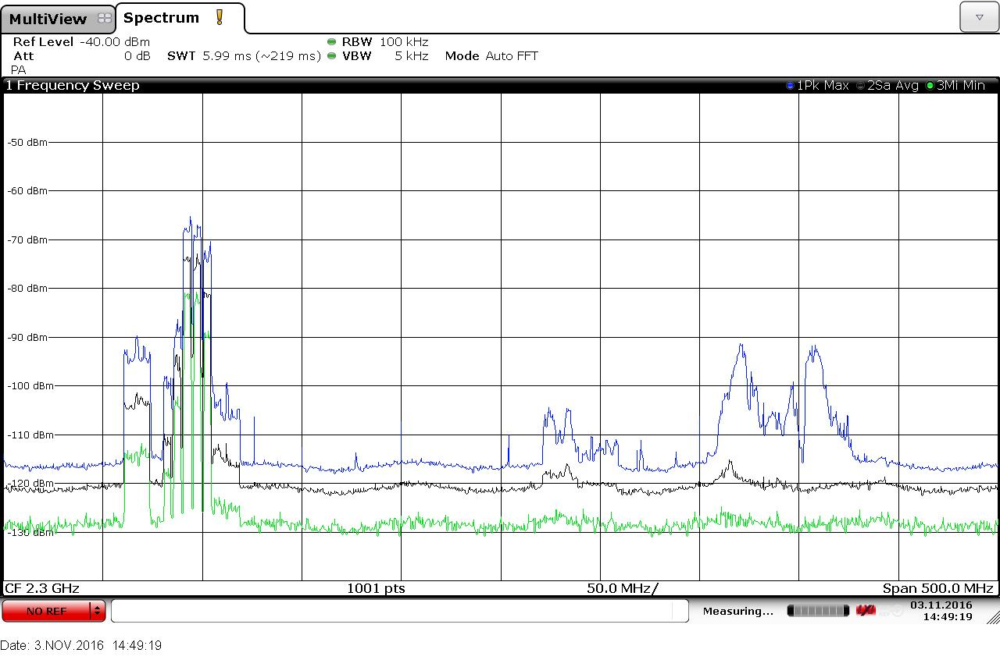 MultiView Spectrum !
Ref Level -40.00 dBm RBW 100 kHz
Att 0 dB SWT 5.99 ms (~219 ms) VBW 5 kHz Mode Auto FFT
PA
1 Frequency Sweep 1Pk Max 2Sa Avg 3Mi Min
-50 dBm
-60 dBm
-70 dBm
-80 dBm
-90 dBm
-100 dBm
-110 dBm
-120 dBm
-130 dBm
CF 2.3 GHz 1001 pts 50.0 MHz/ Span 500.0 MHz
NO REF Measuring... 03.11.2016
14:49:19
Date: 3.NOV.2016 14:49:19